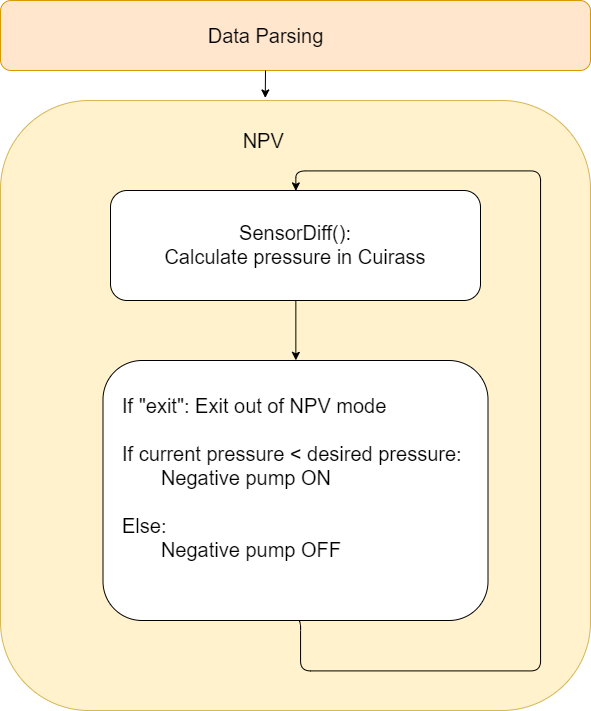 Data Parsing
NPV
SensorDiff():
Calculate pressure in Cuirass
If "exit": Exit out of NPV mode
If current pressure < desired pressure:
Negative pump ON
Else:
Negative pump OFF